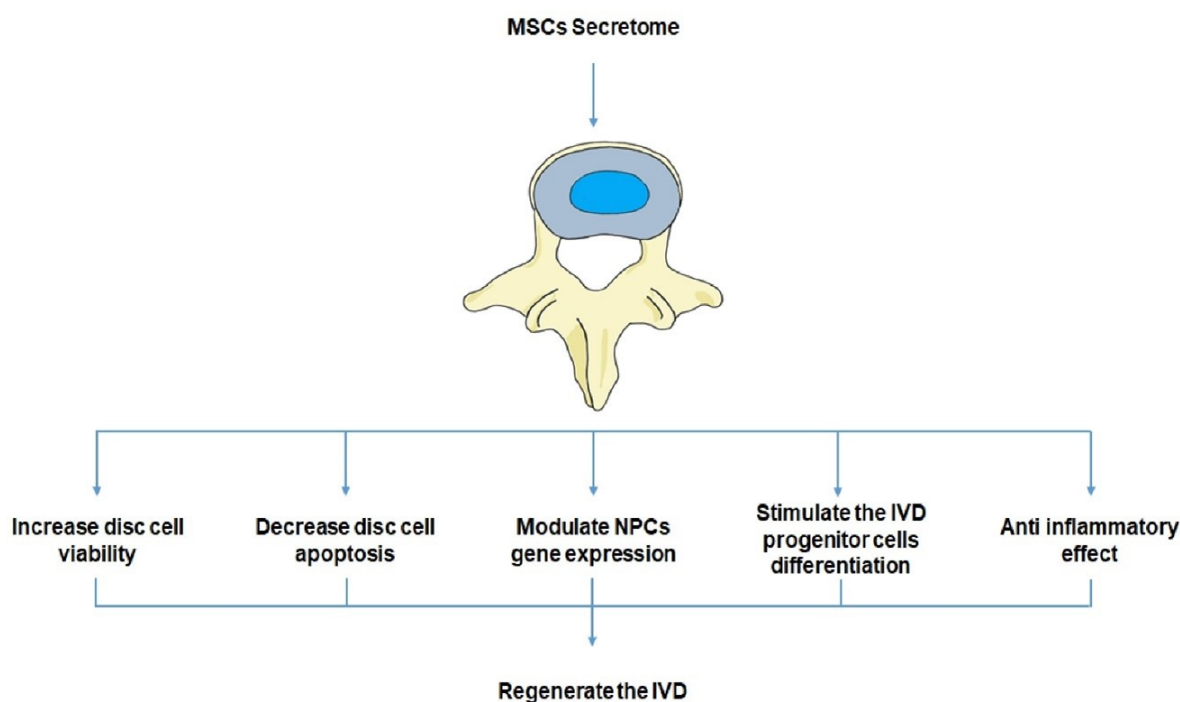 MSCs Secretome
Increase disc cell
viability
Decrease disc cell
apoptosis
Modulate NPCs
gene expression
Stimulate the IVD
progenitor cells
differentiation
Anti inflammatory
effect
Regenerate the IVD